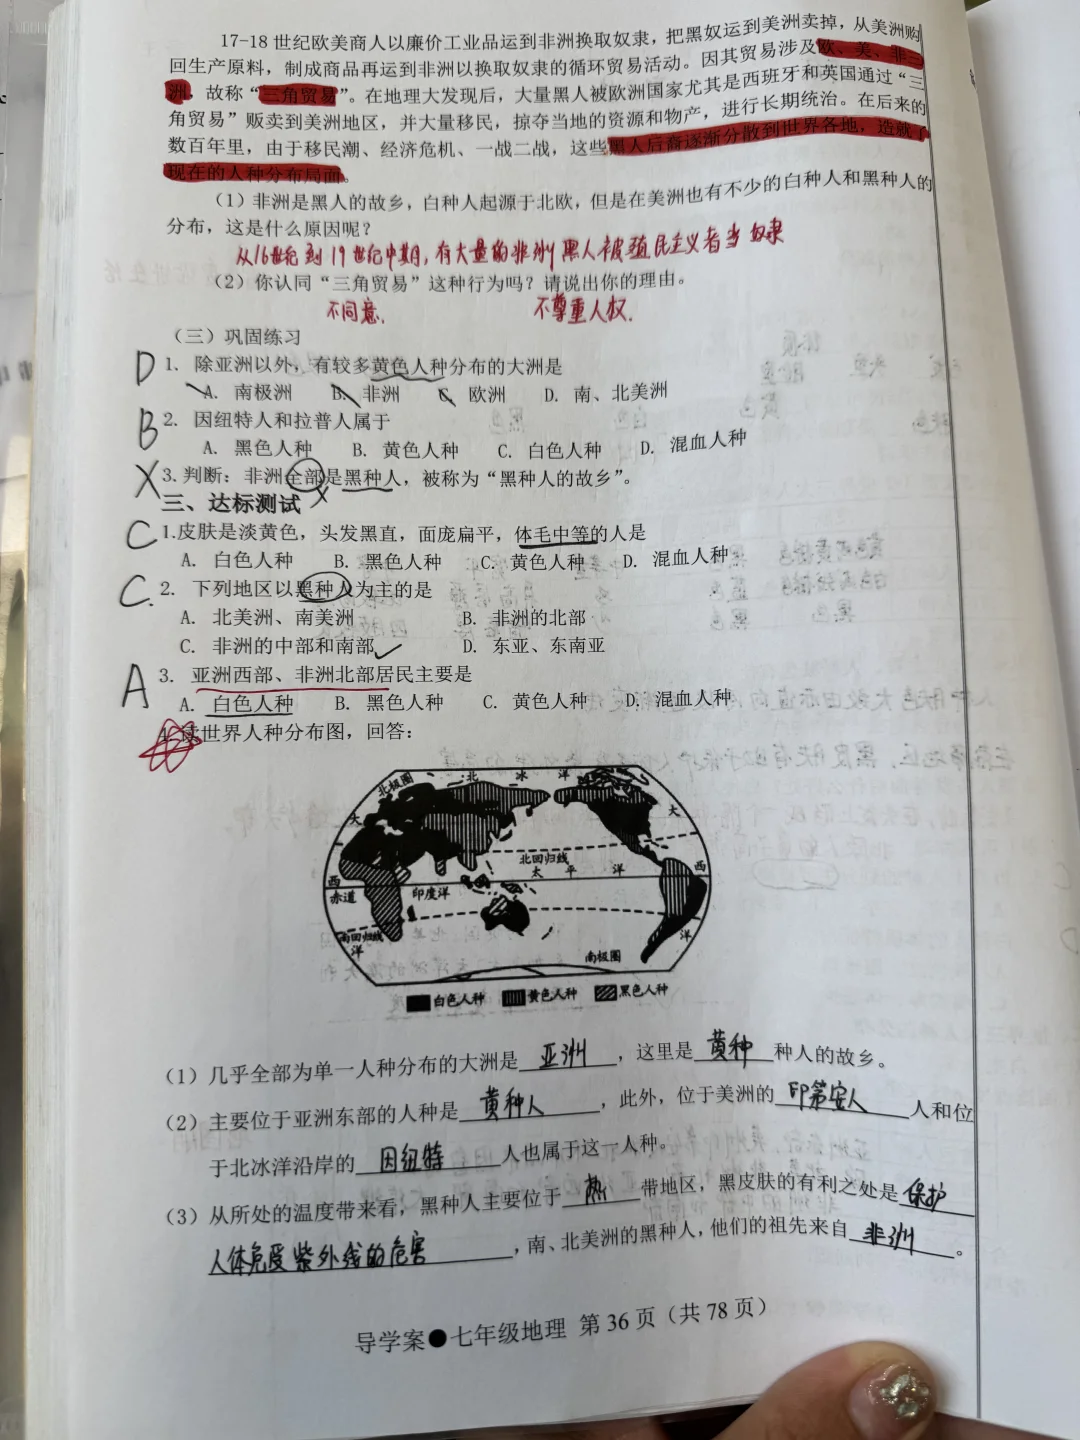 17-18 世纪欧美商人以廉价工业品运到非洲换取奴隶，把黑奴运到美洲卖掉，从美洲购
回生产原料，制成商品再运到非洲以换取奴隶的循环贸易活动。因其贸易涉及欧、美、非三
洲，故称“三角贸易”。在地理大发现后，大量黑人被欧洲国家尤其是西班牙和英国通过“三
角贸易”贩卖到美洲地区，并大量移民，掠夺当地的资源和物产，进行长期统治。在后来的
数百年里，由于移民潮、经济危机、一战二战，这些黑人后裔逐渐分散到世界各地，造就了
现在的人种分布局面。
（1）非洲是黑人的故乡，白种人起源于北欧，但是在美洲也有不少的白种人和黑种人的
分布，这是什么原因呢？
从16世纪到19世纪中期，有大量的非洲黑人被殖民主义者当奴隶
（2）你认同“三角贸易”这种行为吗？请说出你的理由。
不同意. 不尊重人权.
（三）巩固练习
D 1. 除亚洲以外，有较多黄色人种分布的大洲是
A. 南极洲 B. 非洲 C. 欧洲 D. 南、北美洲
B 2. 因纽特人和拉普人属于
A. 黑色人种 B. 黄色人种 C. 白色人种 D. 混血人种
X 3.判断：非洲全部是黑种人，被称为“黑种人的故乡”。
三、达标测试
C 1.皮肤是淡黄色，头发黑直，面庞扁平，体毛中等的人是
A. 白色人种 B. 黑色人种 C. 黄色人种 D. 混血人种
C. 2. 下列地区以黑种人为主的是
A. 北美洲、南美洲 B. 非洲的北部
C. 非洲的中部和南部 D. 东亚、东南亚
A 3. 亚洲西部、非洲北部居民主要是
A. 白色人种 B. 黑色人种 C. 黄色人种 D. 混血人种
4.读世界人种分布图，回答：
北极圈 北 冰 洋
大 大
北回归线
西 太 平 洋 西
赤道 印度洋
南回归线
洋 洋
南极圈
白色人种 黄色人种 黑色人种
（1）几乎全部为单一人种分布的大洲是 亚洲 ，这里是 黄种 种人的故乡。
（2）主要位于亚洲东部的人种是 黄种人 ，此外，位于美洲的 印第安人 人和位
于北冰洋沿岸的 因纽特 人也属于这一人种。
（3）从所处的温度带来看，黑种人主要位于 热 带地区，黑皮肤的有利之处是 保护
人体免受紫外线的危害 ，南、北美洲的黑种人，他们的祖先来自 非洲 。
导学案●七年级地理 第 36 页（共 78 页）